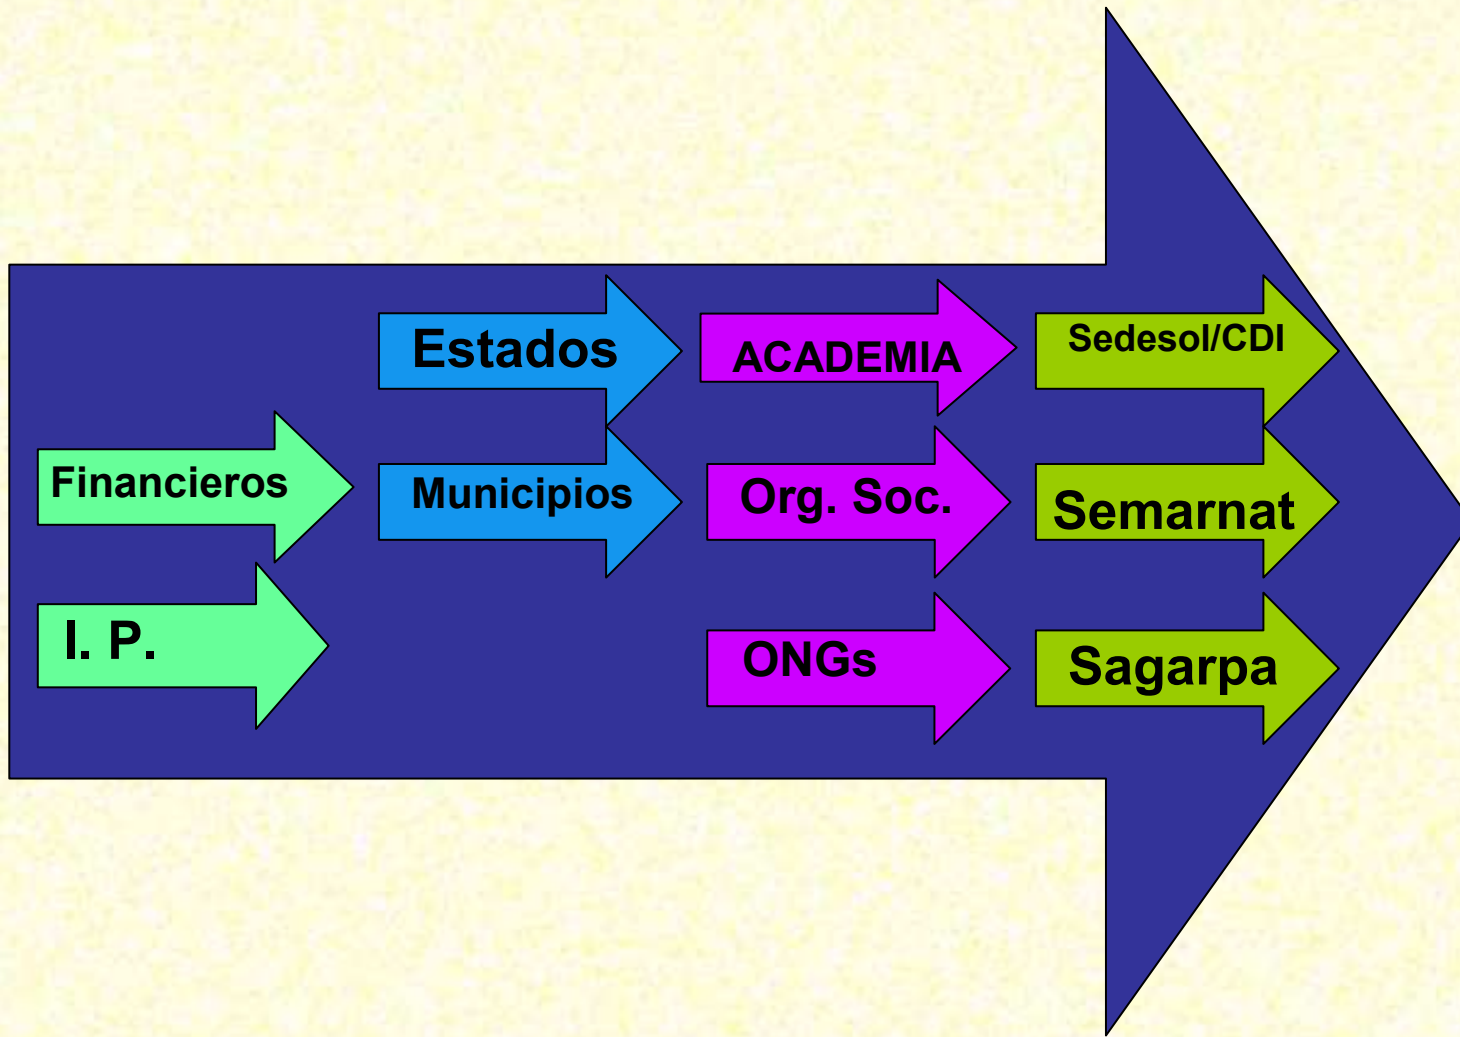 Estados
ACADEMIA
Sedesol/CDI
Financieros
Municipios
Org. Soc.
Semarnat
I. P.
ONGs
Sagarpa